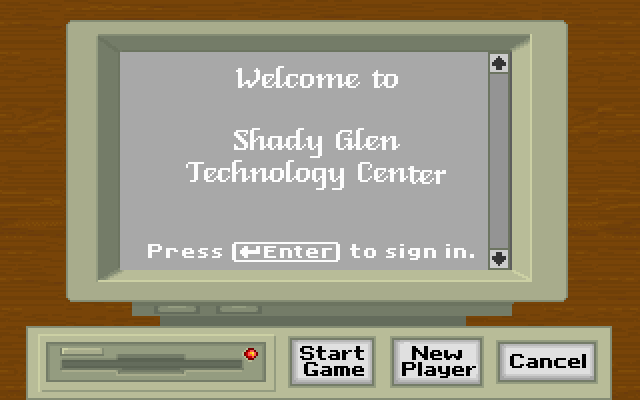 Welcome to
Shady Glen
Technology Center
Press ↵Enter to sign in.
Start
Game
New
Player
Cancel